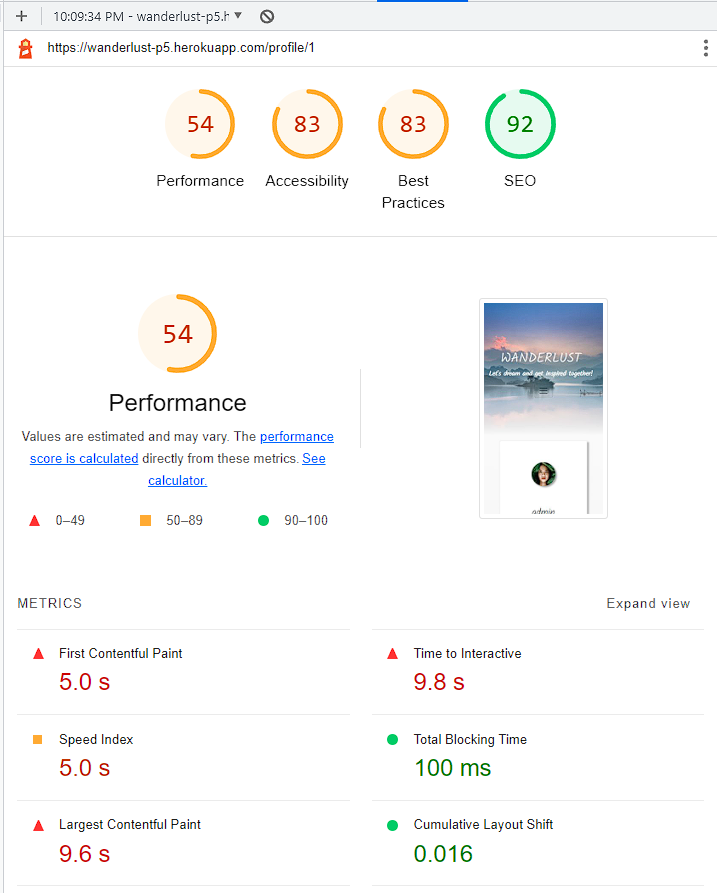 10:09:34 PM - wanderlust-p5.h
https://wanderlust-p5.herokuapp.com/profile/1
54
83
83
92
Performance
Accessibility
Best
Practices
SEO
54
Performance
Values are estimated and may vary. The performance
score is calculated directly from these metrics. See
calculator.
0–49
50–89
90–100
WANDERLUST
Let's dream and get inspired together!
admin
METRICS
Expand view
First Contentful Paint
5.0 s
Time to Interactive
9.8 s
Speed Index
5.0 s
Total Blocking Time
100 ms
Largest Contentful Paint
9.6 s
Cumulative Layout Shift
0.016